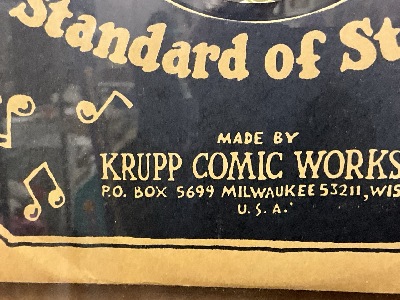 Standard of St
MADE BY
KRUPP COMIC WORKS
P.O. BOX 5699 MILWAUKEE 53211, WIS
U.S.A.